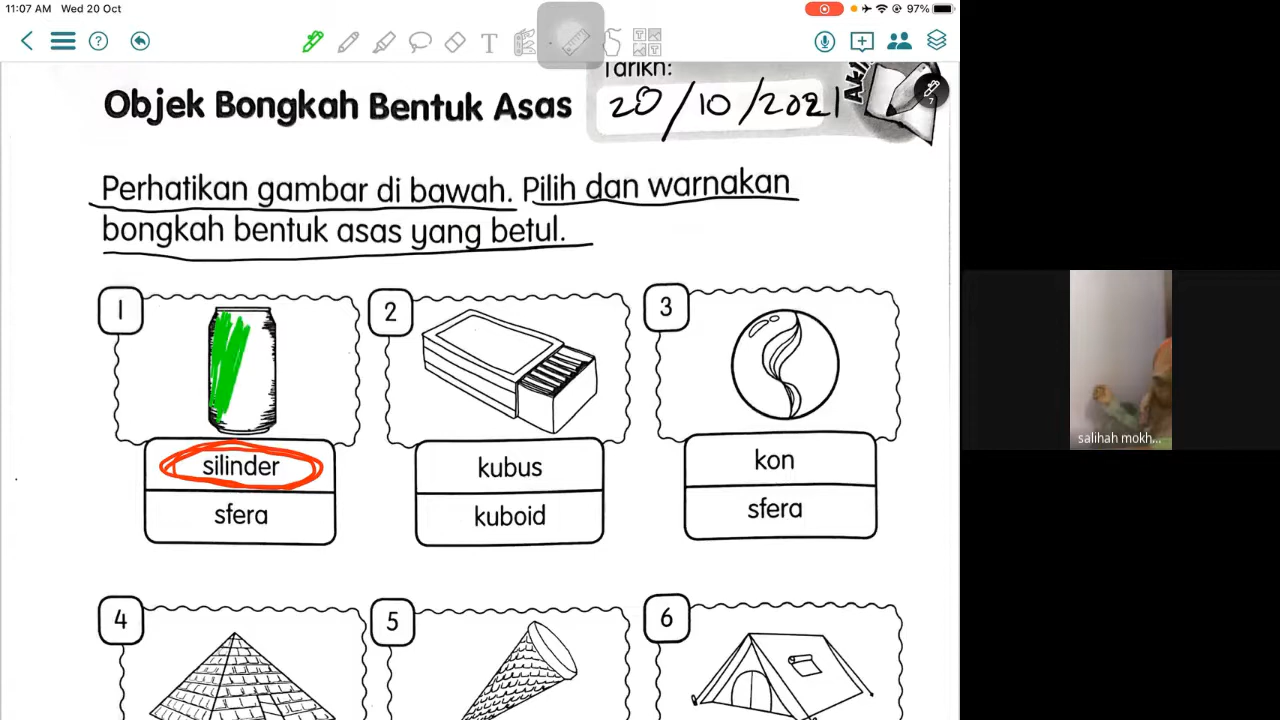 11:07 AM Wed 20 Oct
97%
T
Tarikh:
Objek Bongkah Bentuk Asas
20/10/2021
7
Perhatikan gambar di bawah. Pilih dan warnakan
bongkah bentuk asas yang betul.
1
2
3
silinder
kubus
kon
sfera
kuboid
sfera
salihah mokh...
4
5
6